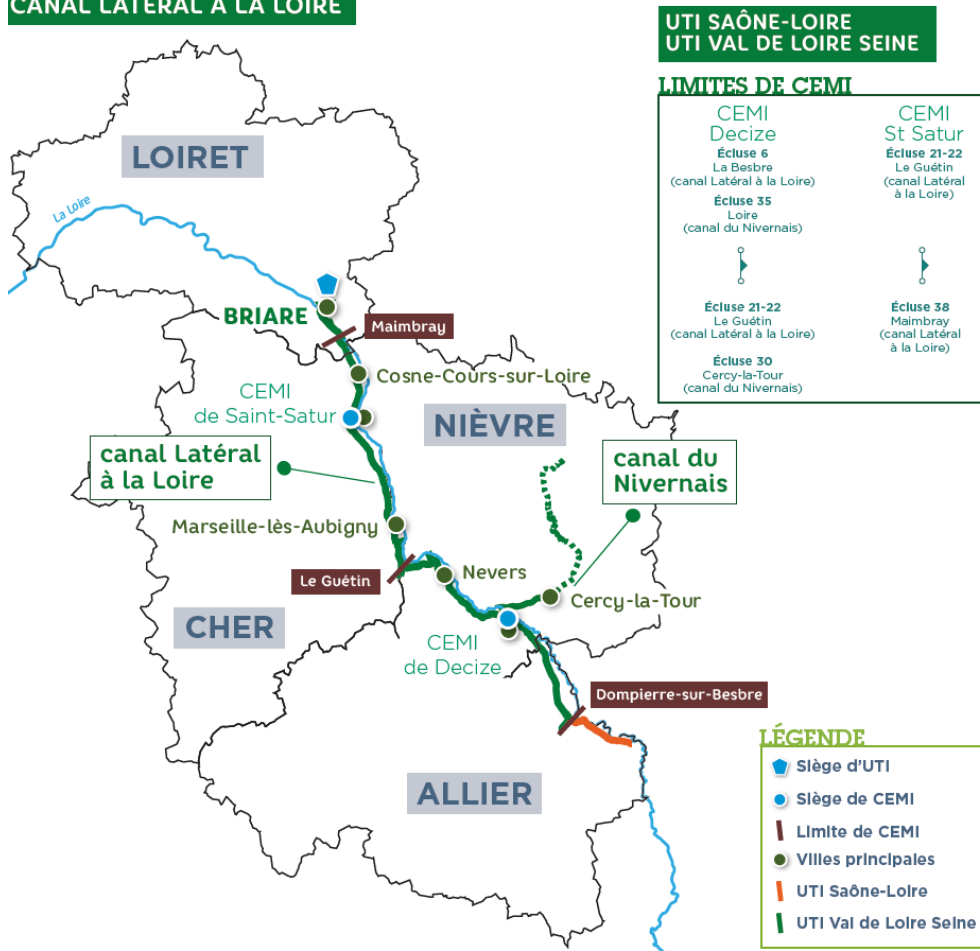 CANAL LATÉRAL À LA LOIRE
UTI SAÔNE-LOIRE
UTI VAL DE LOIRE SEINE
LIMITES DE CEMI
CEMI
Decize
Écluse 6
La Besbre
(canal Latéral à la Loire)
Écluse 35
Loire
(canal du Nivernais)
Écluse 21-22
Le Guétin
(canal Latéral à la Loire)
Écluse 30
Cercy-la-Tour
(canal du Nivernais)
CEMI
St Satur
Écluse 21-22
Le Guétin
(canal Latéral
à la Loire)
Écluse 38
Maimbray
(canal Latéral
à la Loire)
LOIRET
La Loire
BRIARE
Maimbray
Cosne-Cours-sur-Loire
CEMI
de Saint-Satur
NIÈVRE
canal Latéral
à la Loire
canal du
Nivernais
Marseille-lès-Aubigny
Le Guétin
Nevers
Cercy-la-Tour
CHER
CEMI
de Decize
Dompierre-sur-Besbre
ALLIER
LÉGENDE
Siège d'UTI
Siège de CEMI
Limite de CEMI
Villes principales
UTI Saône-Loire
UTI Val de Loire Seine